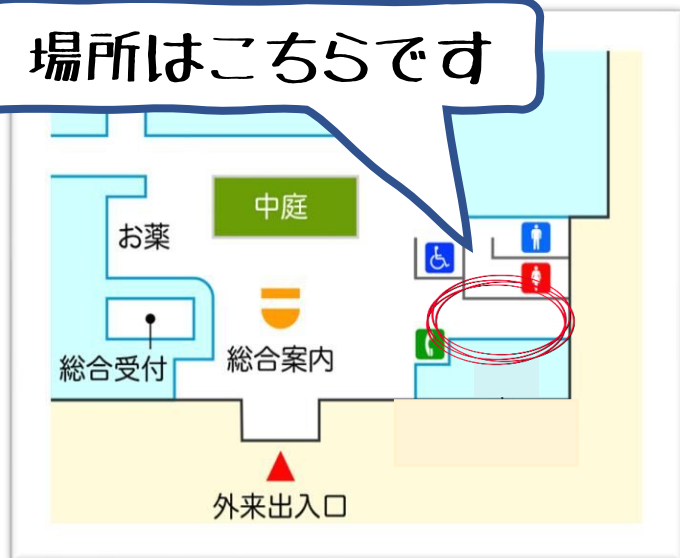 場所はこちらです
中庭
お薬
総合受付
総合案内
外来出入口